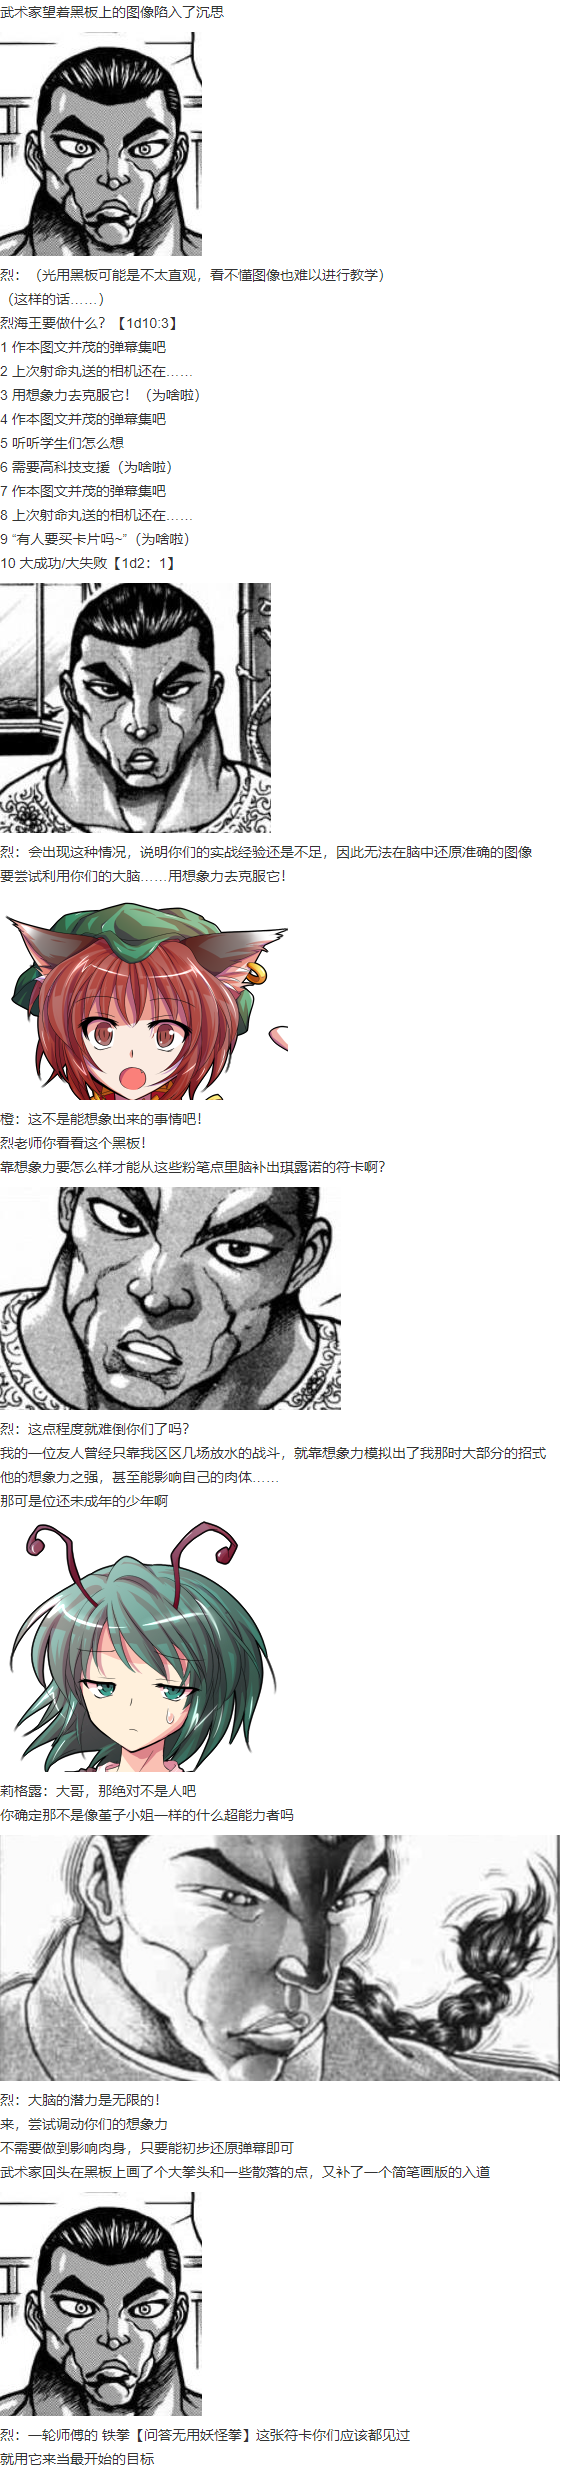 武术家望着黑板上的图像陷入了沉思
烈：（光用黑板可能是不太直观，看不懂图像也难以进行教学）
（这样的话……）
烈海王要做什么？【1d10:3】
1 作本图文并茂的弹幕集吧
2 上次射命丸送的相机还在……
3 用想象力去克服它！（为啥啦）
4 作本图文并茂的弹幕集吧
5 听听学生们怎么想
6 需要高科技支援（为啥啦）
7 作本图文并茂的弹幕集吧
8 上次射命丸送的相机还在……
9 “有人要买卡片吗~”（为啥啦）
10 大成功/大失败【1d2：1】
烈：会出现这种情况，说明你们的实战经验还是不足，因此无法在脑中还原准确的图像
要尝试利用你们的大脑……用想象力去克服它！
橙：这不是能想象出来的事情吧！
烈老师你看看这个黑板！
靠想象力要怎么样才能从这些粉笔点里脑补出琪露诺的符卡啊？
烈：这点程度就难倒你们了吗？
我的一位友人曾经只靠我区区几场放水的战斗，就靠想象力模拟出了我那时大部分的招式
他的想象力之强，甚至能影响自己的肉体……
那可是位还未成年的少年啊
莉格露：大哥，那绝对不是人吧
你确定那不是像堇子小姐一样的什么超能力者吗
烈：大脑的潜力是无限的！
来，尝试调动你们的想象力
不需要做到影响肉身，只要能初步还原弹幕即可
武术家回头在黑板上画了个大拳头和一些散落的点，又补了一个简笔画版的入道
烈：一轮师傅的 铁拳【问答无用妖怪拳】这张符卡你们应该都见过
就用它来当最开始的目标